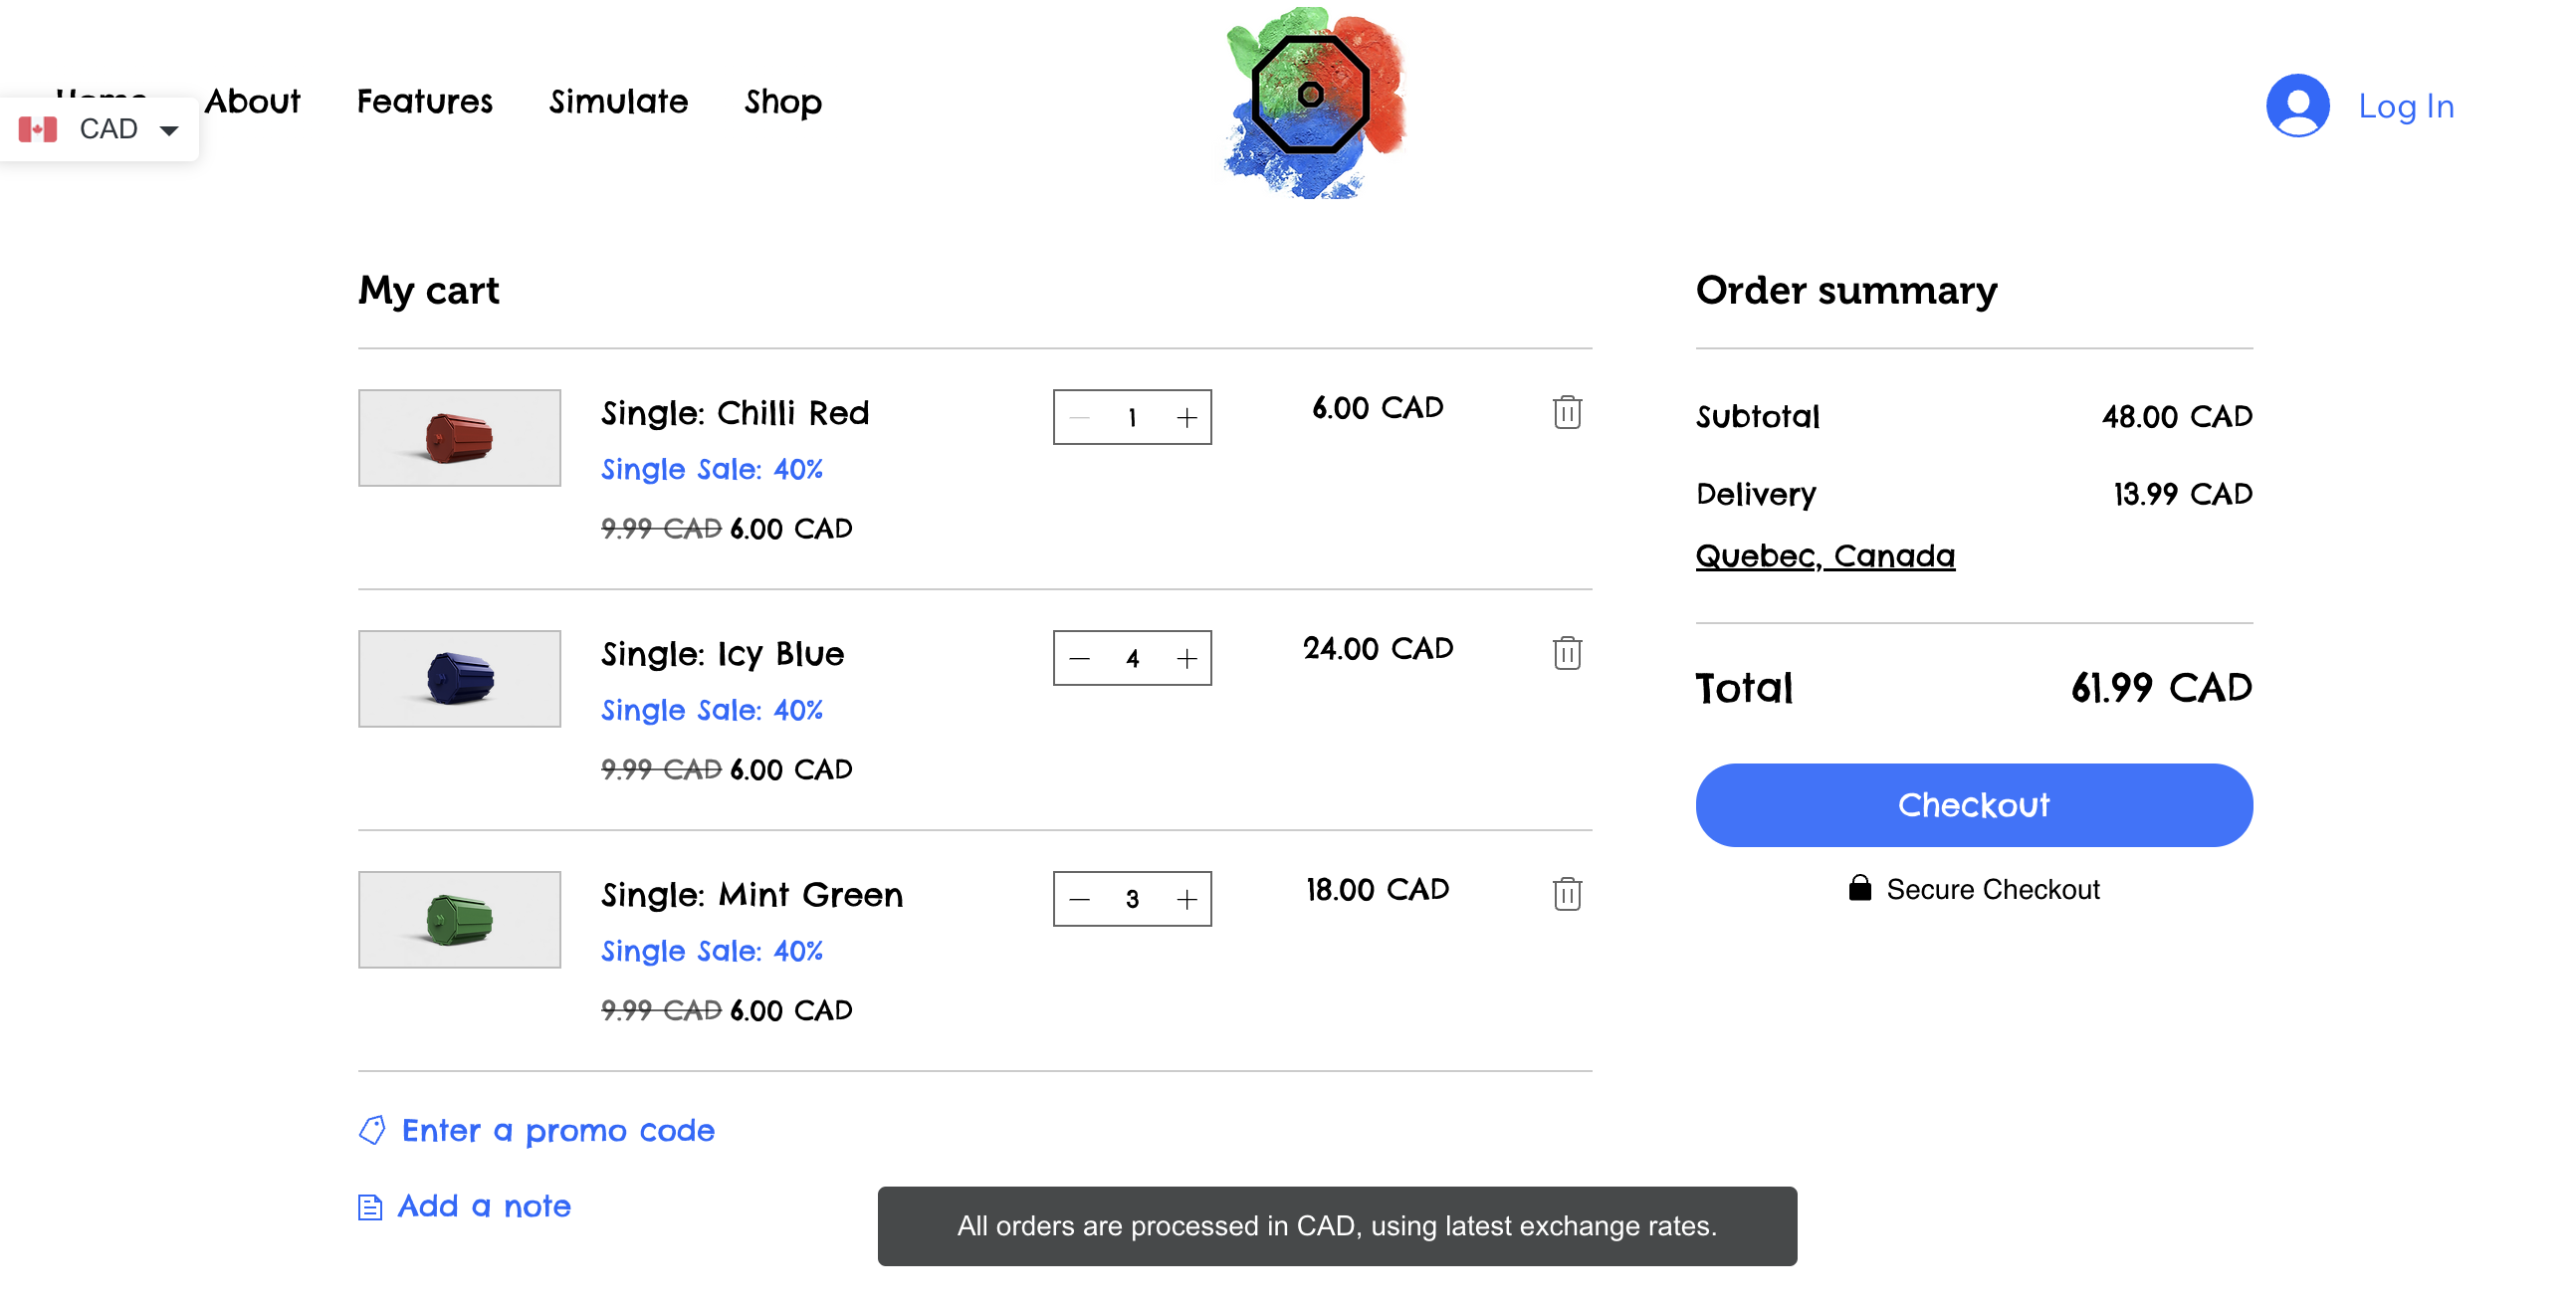 Home About Features Simulate Shop
CAD
Log In
My cart
Single: Chilli Red
1
6.00 CAD
Single Sale: 40%
9.99 CAD 6.00 CAD
Single: Icy Blue
4
24.00 CAD
Single Sale: 40%
9.99 CAD 6.00 CAD
Single: Mint Green
3
18.00 CAD
Single Sale: 40%
9.99 CAD 6.00 CAD
Enter a promo code
Add a note
Order summary
Subtotal 48.00 CAD
Delivery 13.99 CAD
Quebec, Canada
Total 61.99 CAD
Checkout
Secure Checkout
All orders are processed in CAD, using latest exchange rates.